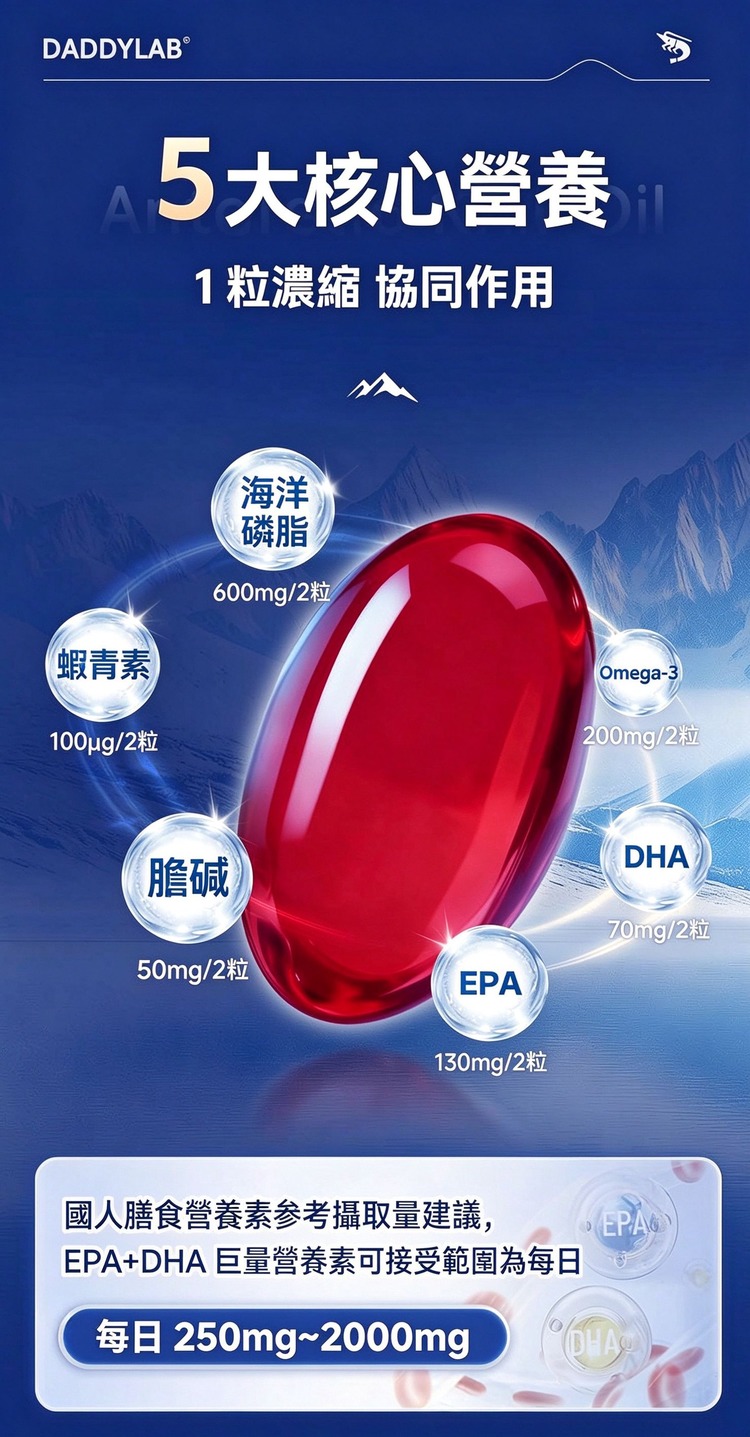 DADDYLAB®
5大核心營養
1粒濃縮 協同作用
海洋
磷脂
600mg/2粒
蝦青素
100μg/2粒
Omega-3
200mg/2粒
膽碱
50mg/2粒
DHA
70mg/2粒
EPA
130mg/2粒
國人膳食營養素參考攝取量建議,
EPA+DHA 巨量營養素可接受範圍為每日
每日 250mg~2000mg
EPA
DHA